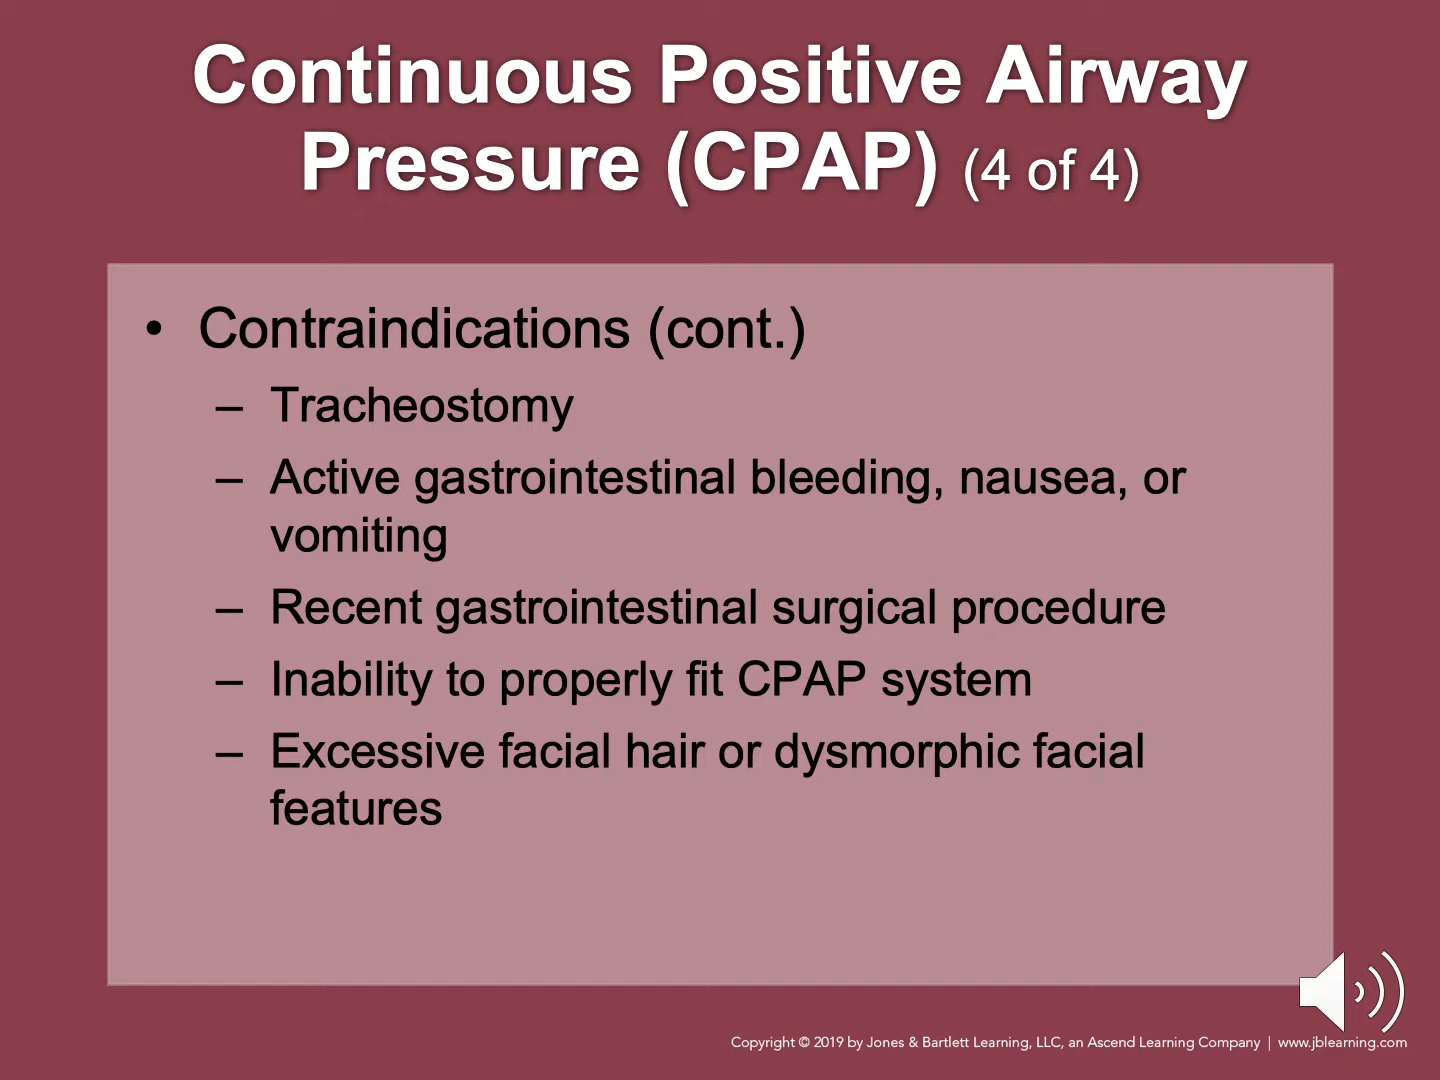 Continuous Positive Airway
Pressure (CPAP) (4 of 4)
• Contraindications (cont.)
– Tracheostomy
– Active gastrointestinal bleeding, nausea, or
vomiting
– Recent gastrointestinal surgical procedure
– Inability to properly fit CPAP system
– Excessive facial hair or dysmorphic facial
features
Copyright © 2019 by Jones & Bartlett Learning, LLC, an Ascend Learning Company | www.jblearning.com